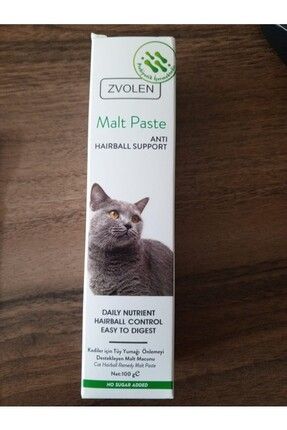 ZVOLEN
Malt Paste
ANTI
HAIRBALL SUPPORT
DAILY NUTRIENT
HAIRBALL CONTROL
EASY TO DIGEST
Kediler için Tüy Yumağı Önlemeyi
Destekleyen Malt Macunu
Cat Hairball Remedy Malt Paste
Net 100 g
NO SUGAR ADDED